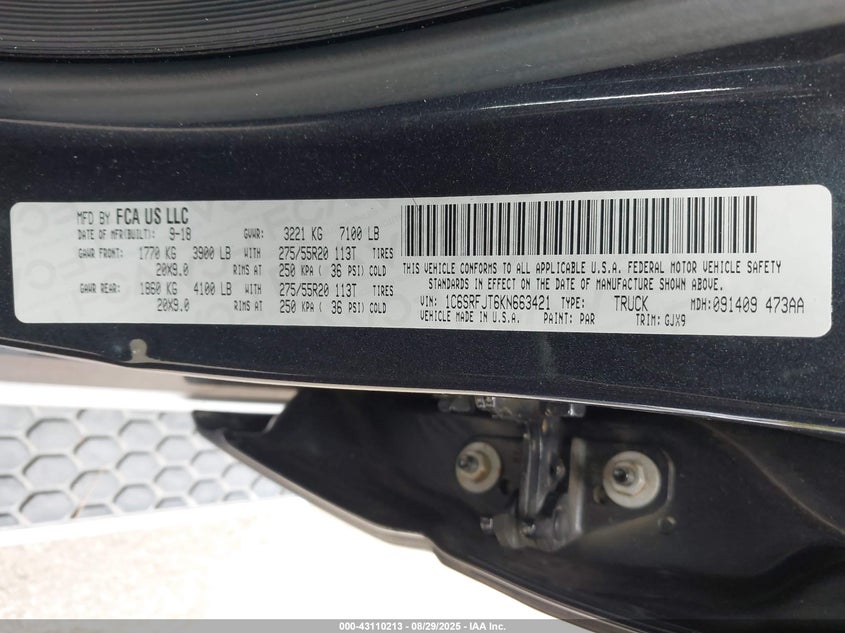 MFD BY FCA US LLC
DATE OF MFR(BUILT): 9-18 GVWR: 3221 KG 7100 LB
GAWR FRONT: 1770 KG 3900 LB WITH 275/55R20 113T TIRES
20X9.0 RIMS AT 250 KPA ( 36 PSI) COLD
GAWR REAR: 1860 KG 4100 LB WITH 275/55R20 113T TIRES
20X9.0 RIMS AT 250 KPA ( 36 PSI) COLD
THIS VEHICLE CONFORMS TO ALL APPLICABLE U.S.A. FEDERAL MOTOR VEHICLE SAFETY
STANDARDS IN EFFECT ON THE DATE OF MANUFACTURE SHOWN ABOVE.
VIN: 1C6SRFJT6KN663421 TYPE: TRUCK MDH:091409 473AA
VEHICLE MADE IN U.S.A. PAINT: PAR TRIM: GJX9
000-43110213 - 08/29/2025 - IAA Inc.